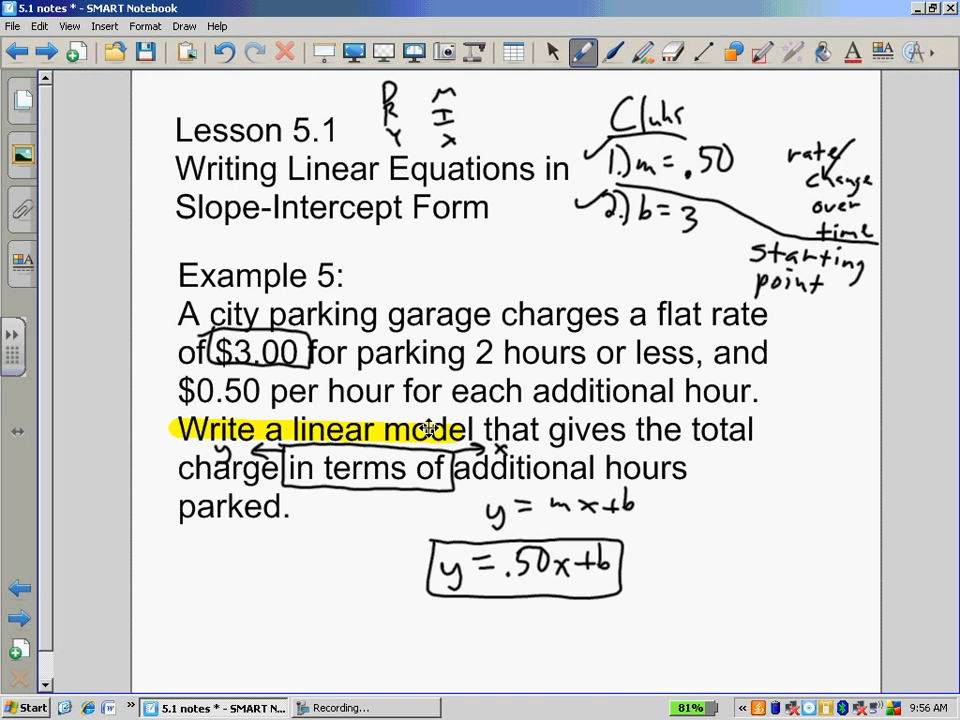 5.1 notes * - SMART Notebook
File Edit View Insert Format Draw Help
D M
R I
Y X
Lesson 5.1
Writing Linear Equations in
Slope-Intercept Form
Clubs
1.) m = .50
2.) b = 3
rate/
change
over
time
starting
point
Example 5:
A city parking garage charges a flat rate
of $3.00 for parking 2 hours or less, and
$0.50 per hour for each additional hour.
Write a linear model that gives the total
y x
charge in terms of additional hours
parked.
y = mx+b
y = .50x+b
Start
5.1 notes * - SMART N...
Recording...
81%
9:56 AM